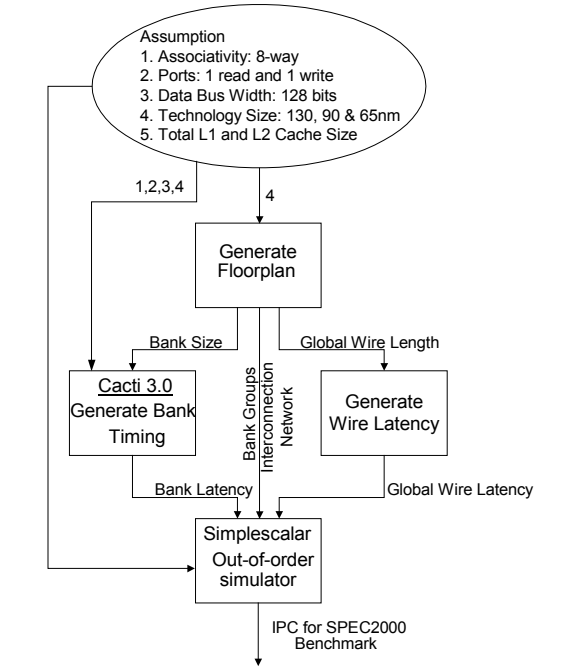 Assumption
1. Associativity: 8-way
2. Ports: 1 read and 1 write
3. Data Bus Width: 128 bits
4. Technology Size: 130, 90 & 65nm
5. Total L1 and L2 Cache Size
1,2,3,4
4
Generate
Floorplan
Bank Size
Global Wire Length
Cacti 3.0
Generate Bank
Timing
Bank Groups
Interconnection
Network
Generate
Wire Latency
Bank Latency
Global Wire Latency
Simplescalar
Out-of-order
simulator
IPC for SPEC2000
Benchmark